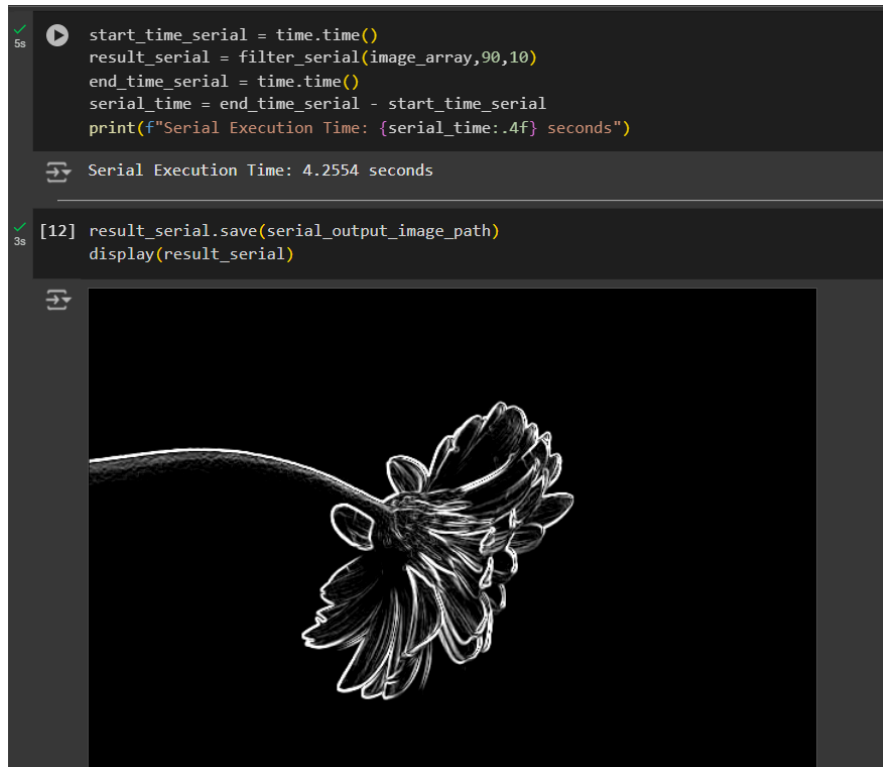 start_time_serial = time.time()
5s
result_serial = filter_serial(image_array,90,10)
end_time_serial = time.time()
serial_time = end_time_serial - start_time_serial
print(f"Serial Execution Time: {serial_time:.4f} seconds")
Serial Execution Time: 4.2554 seconds
[12] result_serial.save(serial_output_image_path)
3s
display(result_serial)